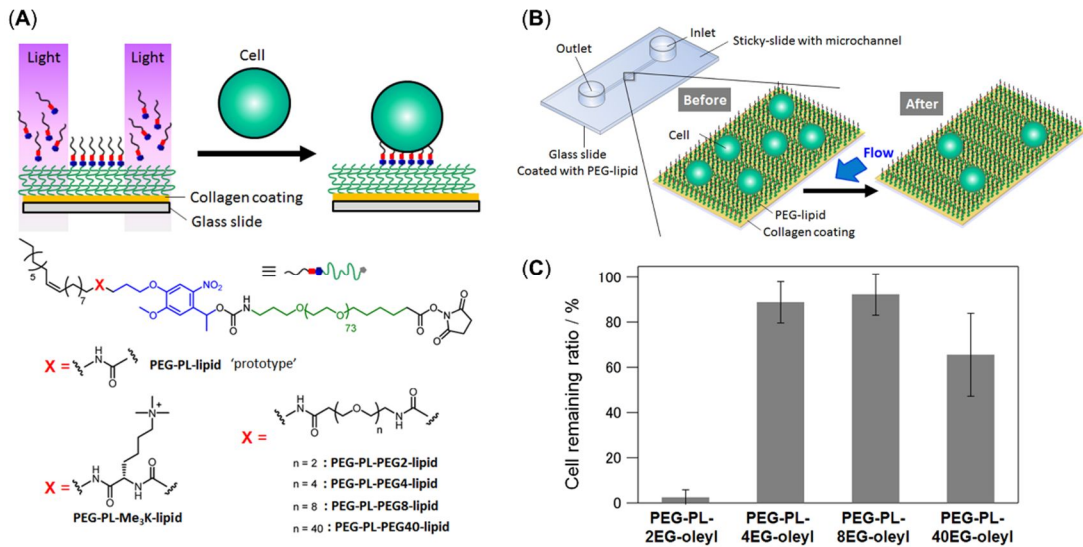 (A)
Light
Light
Cell
Collagen coating
Glass slide
5
7
X
O
O
NO₂
O
O
H
N
O
O
O
73
O
O
N
O
O
≡
X =
H
N
O
PEG-PL-lipid 'prototype'
N
+
X =
H
N
O
N
H
O
PEG-PL-Me₃K-lipid
X =
H
N
O
O
n
H
N
O
n = 2 : PEG-PL-PEG2-lipid
n = 4 : PEG-PL-PEG4-lipid
n = 8 : PEG-PL-PEG8-lipid
n = 40 : PEG-PL-PEG40-lipid
(B)
Inlet
Outlet
Sticky-slide with microchannel
Before
After
Cell
Flow
Glass slide
Coated with PEG-lipid
PEG-lipid
Collagen coating
(C)
Cell remaining ratio / %
100
80
60
40
20
0
PEG-PL- PEG-PL- PEG-PL- PEG-PL-
2EG-oleyl 4EG-oleyl 8EG-oleyl 40EG-oleyl